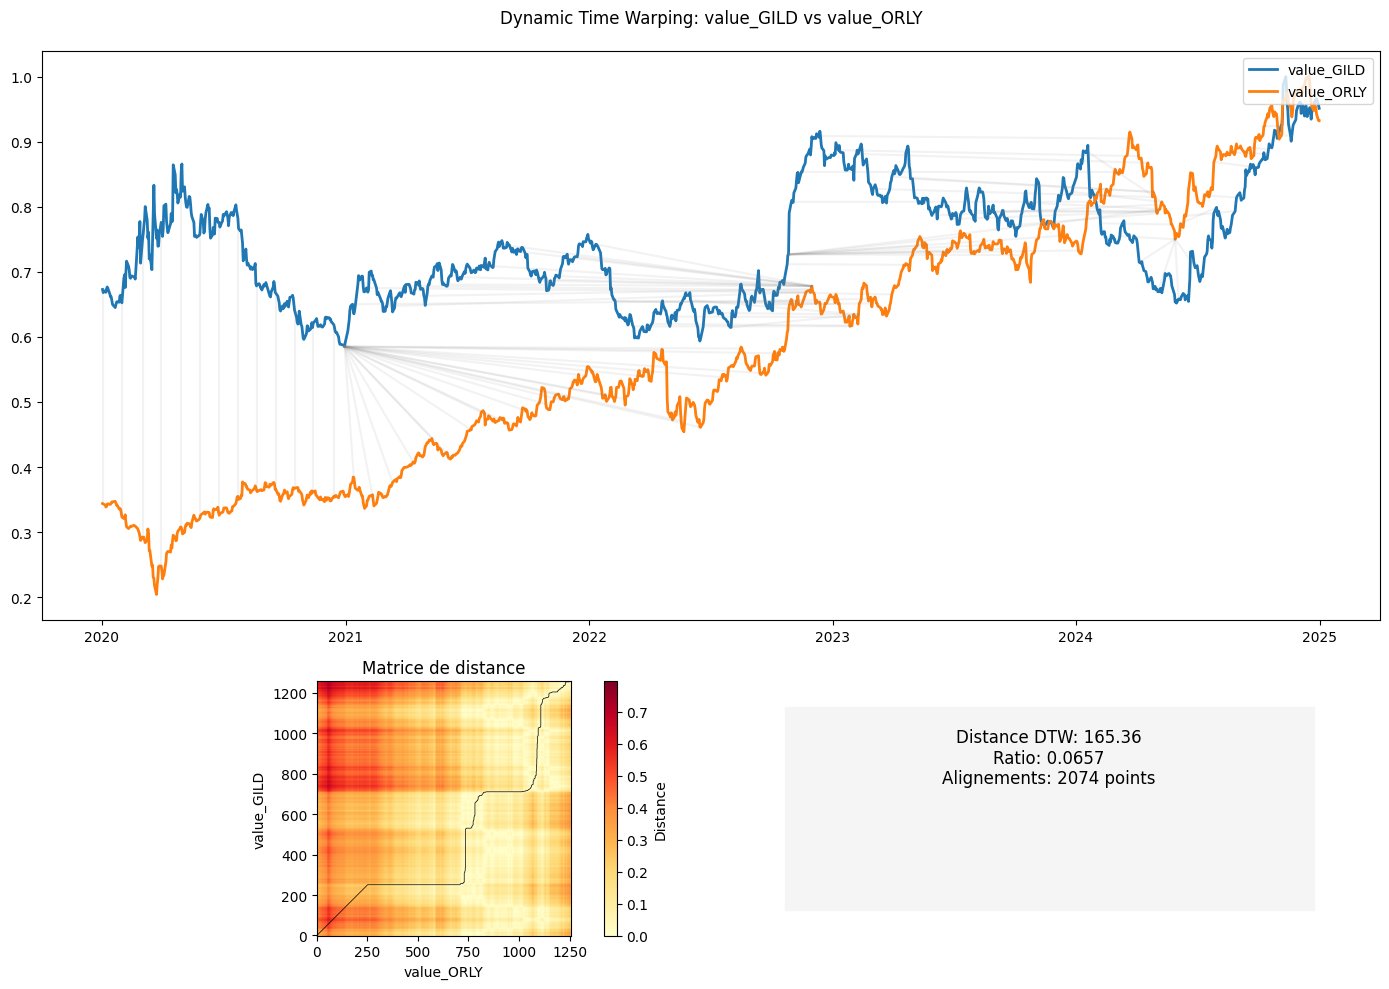 Dynamic Time Warping: value_GILD vs value_ORLY
value_GILD
value_ORLY
1.0
0.9
0.8
0.7
0.6
0.5
0.4
0.3
0.2
2020 2021 2022 2023 2024 2025
Matrice de distance
value_GILD
1200
1000
800
600
400
200
0
0 250 500 750 1000 1250
value_ORLY
0.7
0.6
0.5
0.4
0.3
0.2
0.1
0.0
Distance
Distance DTW: 165.36
Ratio: 0.0657
Alignements: 2074 points